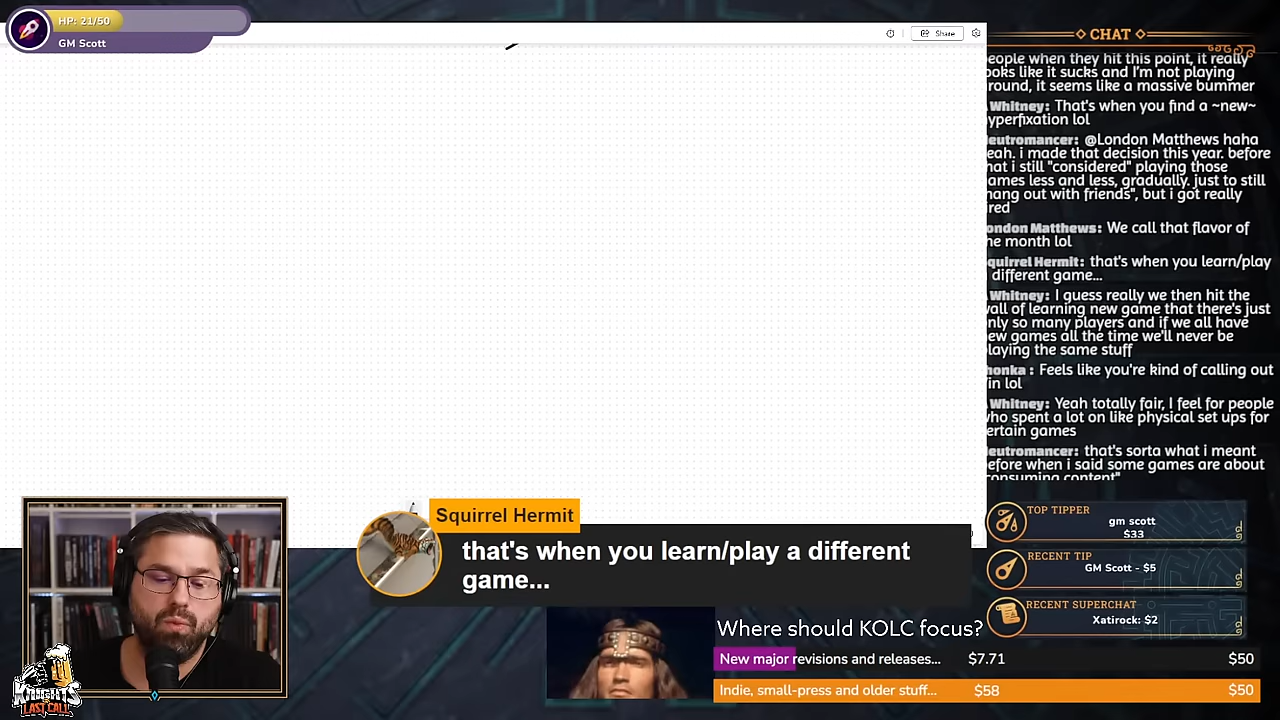 HP: 21/50
GM Scott
Share
CHAT
eople when they hit this point, it really
ooks like it sucks and I'm not playing
round, it seems like a massive bummer
Whitney: That's when you find a ~new~
yperfixation lol
eutromancer: @London Matthews haha
eah. i made that decision this year. before
hat i still "considered" playing those
ames less and less, gradually. just to still
hang out with friends", but i got really
ired
ondon Matthews: We call that flavor of
he month lol
quirrel Hermit: that's when you learn/play
different game...
Whitney: I guess really we then hit the
vall of learning new game that there's just
nly so many players and if we all have
ew games all the time we'll never be
laying the same stuff
honka : Feels like you're kind of calling out
in lol
Whitney: Yeah totally fair, I feel for people
ho spent a lot on like physical set ups for
ertain games
eutromancer: that's sorta what i meant
efore when i said some games are about
consuming content"
Squirrel Hermit
that's when you learn/play a different
game...
TOP TIPPER
gm scott
$33
RECENT TIP
GM Scott - $5
RECENT SUPERCHAT
Xatirock: $2
Where should KOLC focus?
New major revisions and releases... $7.71 $50
Indie, small-press and older stuff... $58 $50
KNIGHTS
LAST CALL